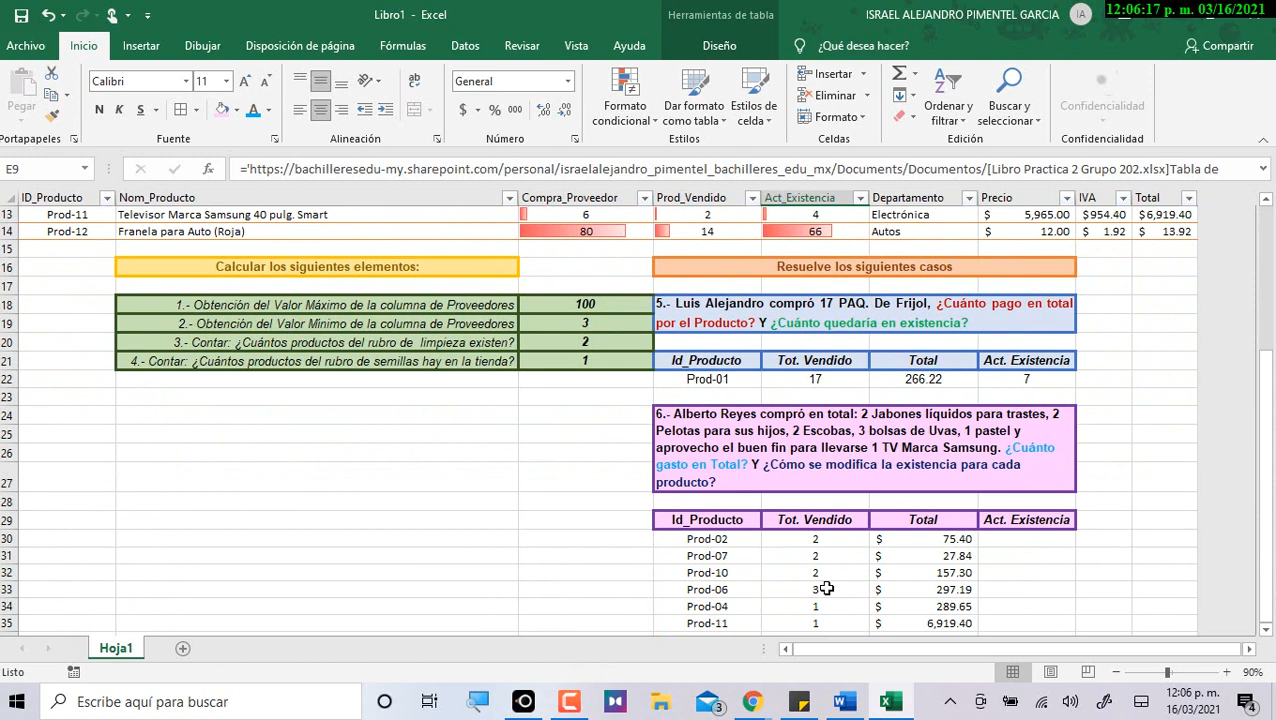 Libro1 - Excel
Herramientas de tabla
ISRAEL ALEJANDRO PIMENTEL GARCIA
IA
12:06:17 p. m. 03/16/2021
Archivo Inicio Insertar Dibujar Disposición de página Fórmulas Datos Revisar Vista Ayuda Diseño ¿Qué desea hacer? Compartir
Pegar
Calibri 11
N K S
Portapapeles Fuente
ab
Alineación
General
$ % 000
Número
Formato condicional
Dar formato como tabla
Estilos de celda
Estilos
Insertar
Eliminar
Formato
Celdas
Ordenar y filtrar
Buscar y seleccionar
Edición
Confidencialidad
Confidencialidad
E9 fx ='https://bachilleresedu-my.sharepoint.com/personal/israelalejandro_pimentel_bachilleres_edu_mx/Documents/Documentos/[Libro Practica 2 Grupo 202.xlsx]Tabla de
ID_Producto Nom_Producto Compra_Proveedor Prod_Vendido Act_Existencia Departamento Precio IVA Total
13 Prod-11 Televisor Marca Samsung 40 pulg. Smart 6 2 4 Electrónica $ 5,965.00 $954.40 $6,919.40
14 Prod-12 Franela para Auto (Roja) 80 14 66 Autos $ 12.00 $ 1.92 $ 13.92
15
16 Calcular los siguientes elementos: Resuelve los siguientes casos
17
18 1.- Obtención del Valor Máximo de la columna de Proveedores 100 5.- Luis Alejandro compró 17 PAQ. De Frijol, ¿Cuánto pago en total
19 2.- Obtención del Valor Minimo de la columna de Proveedores 3 por el Producto? Y ¿Cuánto quedaría en existencia?
20 3.- Contar: ¿Cuántos productos del rubro de limpieza existen? 2
21 4.- Contar: ¿Cuántos productos del rubro de semillas hay en la tienda? 1 Id_Producto Tot. Vendido Total Act. Existencia
22 Prod-01 17 266.22 7
23
24 6.- Alberto Reyes compró en total: 2 Jabones líquidos para trastes, 2
25 Pelotas para sus hijos, 2 Escobas, 3 bolsas de Uvas, 1 pastel y
26 aprovecho el buen fin para llevarse 1 TV Marca Samsung. ¿Cuánto
27 gasto en Total? Y ¿Cómo se modifica la existencia para cada
producto?
28
29 Id_Producto Tot. Vendido Total Act. Existencia
30 Prod-02 2 $ 75.40
31 Prod-07 2 $ 27.84
32 Prod-10 2 $ 157.30
33 Prod-06 3 $ 297.19
34 Prod-04 1 $ 289.65
35 Prod-11 1 $ 6,919.40
Hoja1
Listo
90%
Escribe aquí para buscar
3
12:06 p. m.
16/03/2021
4